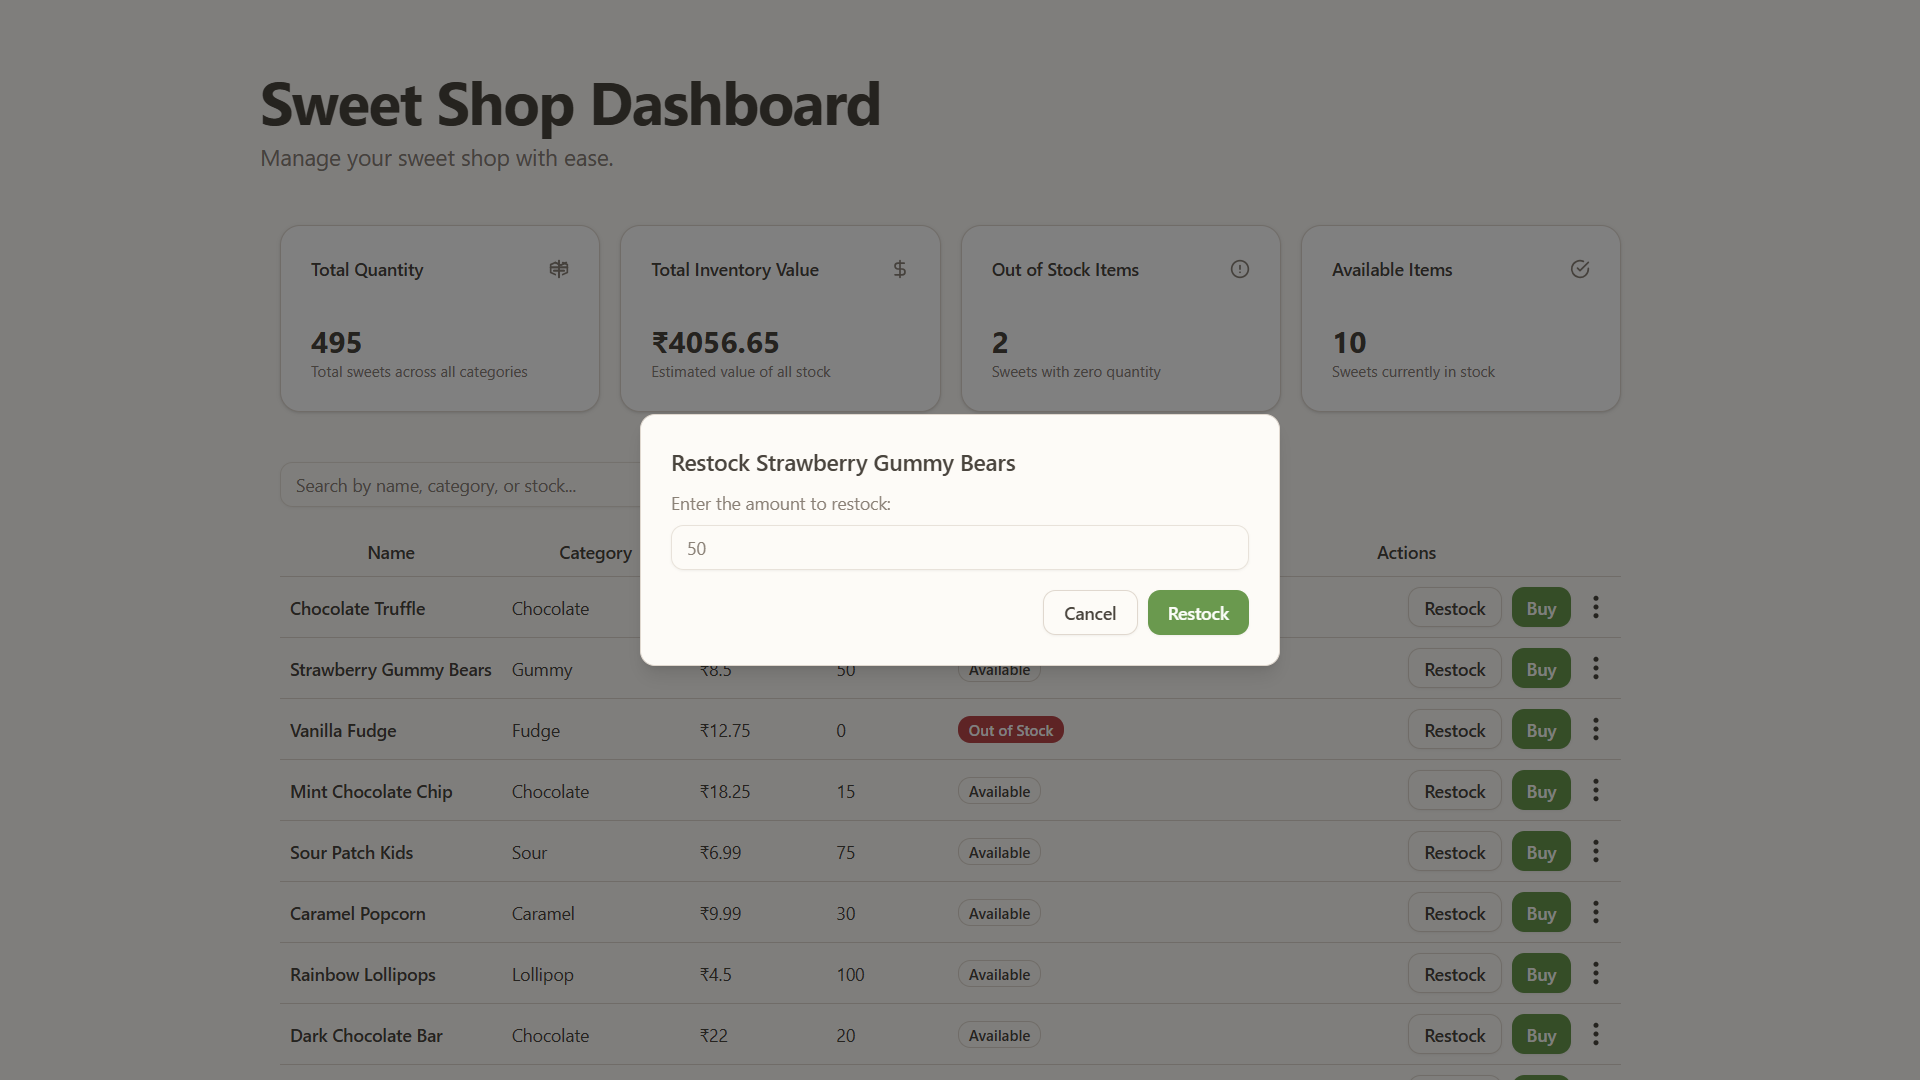 Sweet Shop Dashboard
Manage your sweet shop with ease.
Total Quantity
495
Total sweets across all categories
Total Inventory Value
₹4056.65
Estimated value of all stock
Out of Stock Items
2
Sweets with zero quantity
Available Items
10
Sweets currently in stock
Search by name, category, or stock...
Restock Strawberry Gummy Bears
Enter the amount to restock:
50
Cancel Restock
Name Category Actions
Chocolate Truffle Chocolate Restock Buy
Strawberry Gummy Bears Gummy ₹8.5 50 Available Restock Buy
Vanilla Fudge Fudge ₹12.75 0 Out of Stock Restock Buy
Mint Chocolate Chip Chocolate ₹18.25 15 Available Restock Buy
Sour Patch Kids Sour ₹6.99 75 Available Restock Buy
Caramel Popcorn Caramel ₹9.99 30 Available Restock Buy
Rainbow Lollipops Lollipop ₹4.5 100 Available Restock Buy
Dark Chocolate Bar Chocolate ₹22 20 Available Restock Buy